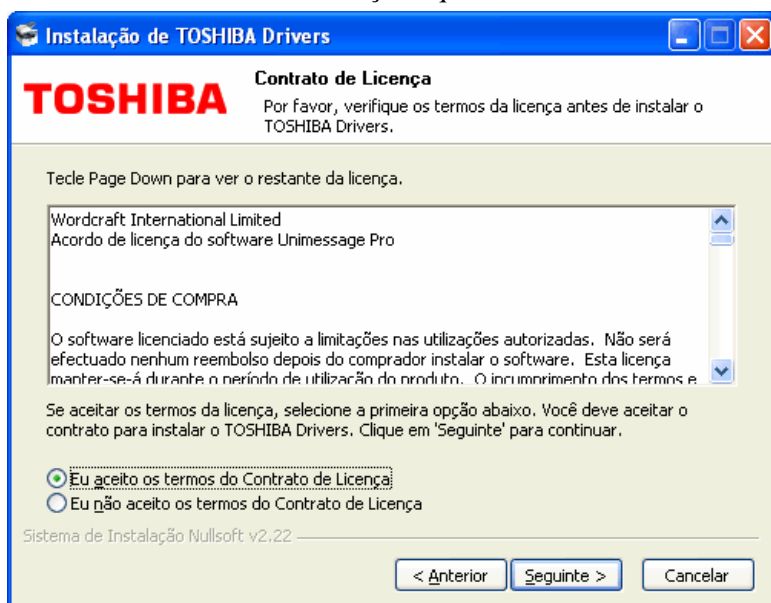 Instalação de TOSHIBA Drivers
TOSHIBA
Contrato de Licença
Por favor, verifique os termos da licença antes de instalar o
TOSHIBA Drivers.
Tecle Page Down para ver o restante da licença.
Wordcraft International Limited
Acordo de licença do software Unimessage Pro
CONDIÇÕES DE COMPRA
O software licenciado está sujeito a limitações nas utilizações autorizadas.  Não será
efectuado nenhum reembolso depois do comprador instalar o software.  Esta licença
manter-se-á durante o período de utilização do produto.  O incumprimento dos termos e
Se aceitar os termos da licença, selecione a primeira opção abaixo. Você deve aceitar o
contrato para instalar o TOSHIBA Drivers. Clique em 'Seguinte' para continuar.
Eu aceito os termos do Contrato de Licença
Eu não aceito os termos do Contrato de Licença
Sistema de Instalação Nullsoft v2.22
< Anterior Seguinte > Cancelar